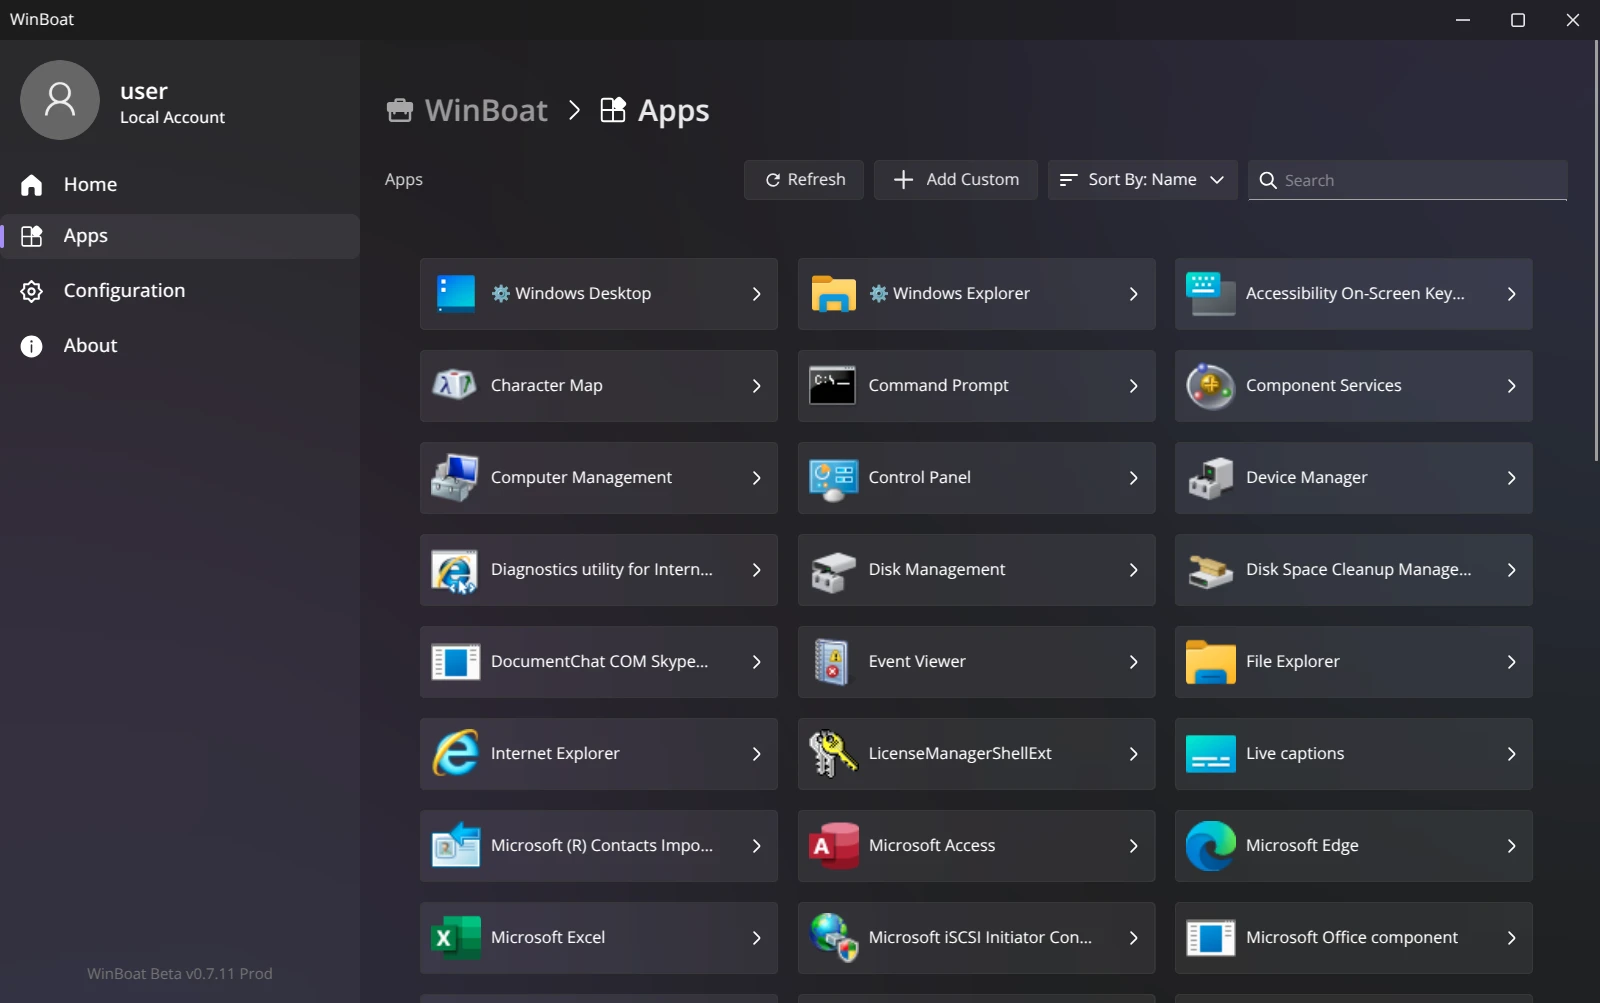 WinBoat
user
Local Account
Home
Apps
Configuration
About
WinBoat Beta v0.7.11 Prod
WinBoat > Apps
Apps
Refresh
Add Custom
Sort By: Name
Search
Windows Desktop
Windows Explorer
Accessibility On-Screen Key...
Character Map
C:\
Command Prompt
Component Services
Computer Management
Control Panel
Device Manager
Diagnostics utility for Intern...
Disk Management
Disk Space Cleanup Manage...
DocumentChat COM Skype...
Event Viewer
File Explorer
Internet Explorer
LicenseManagerShellExt
Live captions
Microsoft (R) Contacts Impo...
A
Microsoft Access
Microsoft Edge
X
Microsoft Excel
Microsoft iSCSI Initiator Con...
Microsoft Office component